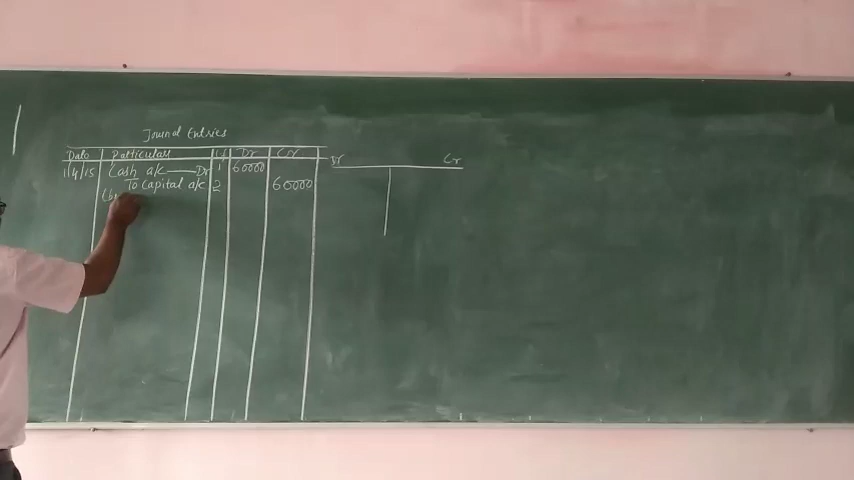 Journal Entries
Date Particulars L.f Dr Cr
1/4/15 Cash a/c Dr 1 60000
To Capital a/c 2 60000
Dr Cr